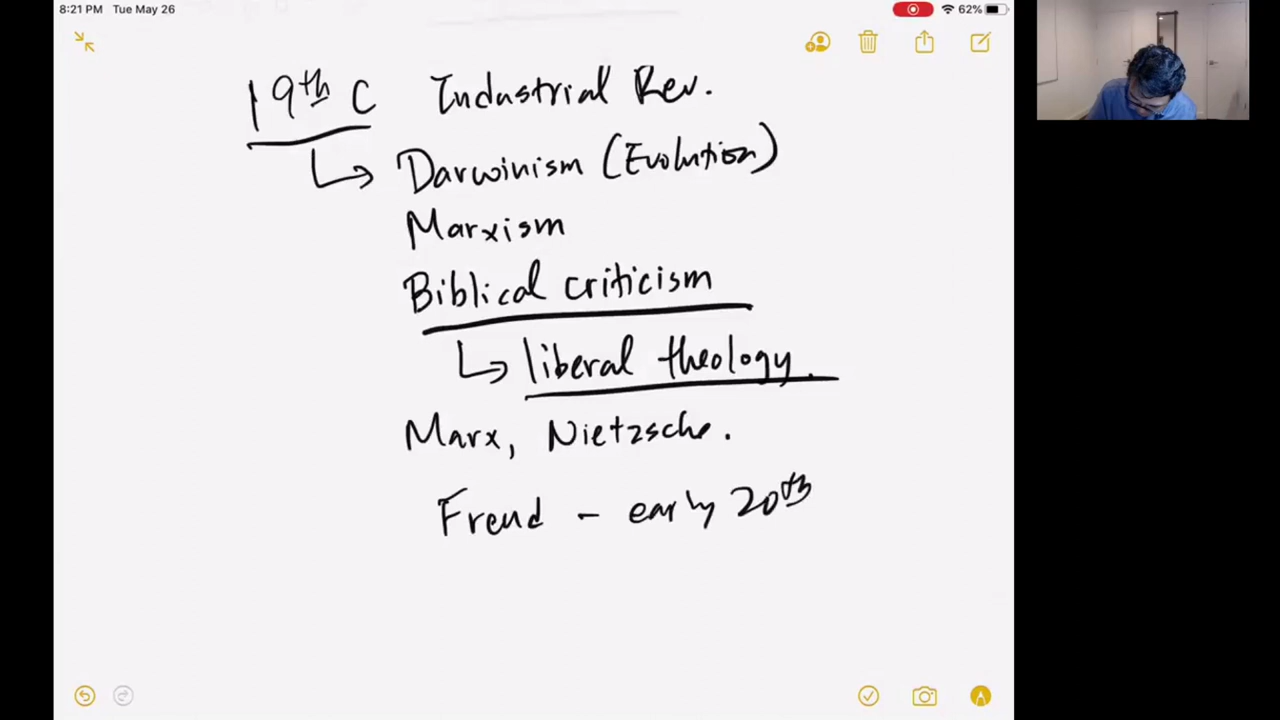 8:21 PM Tue May 26
62%
19th C Industrial Rev.
Darwinism (Evolution)
Marxism
Biblical criticism
liberal theology.
Marx, Nietzsche.
Freud - early 20th